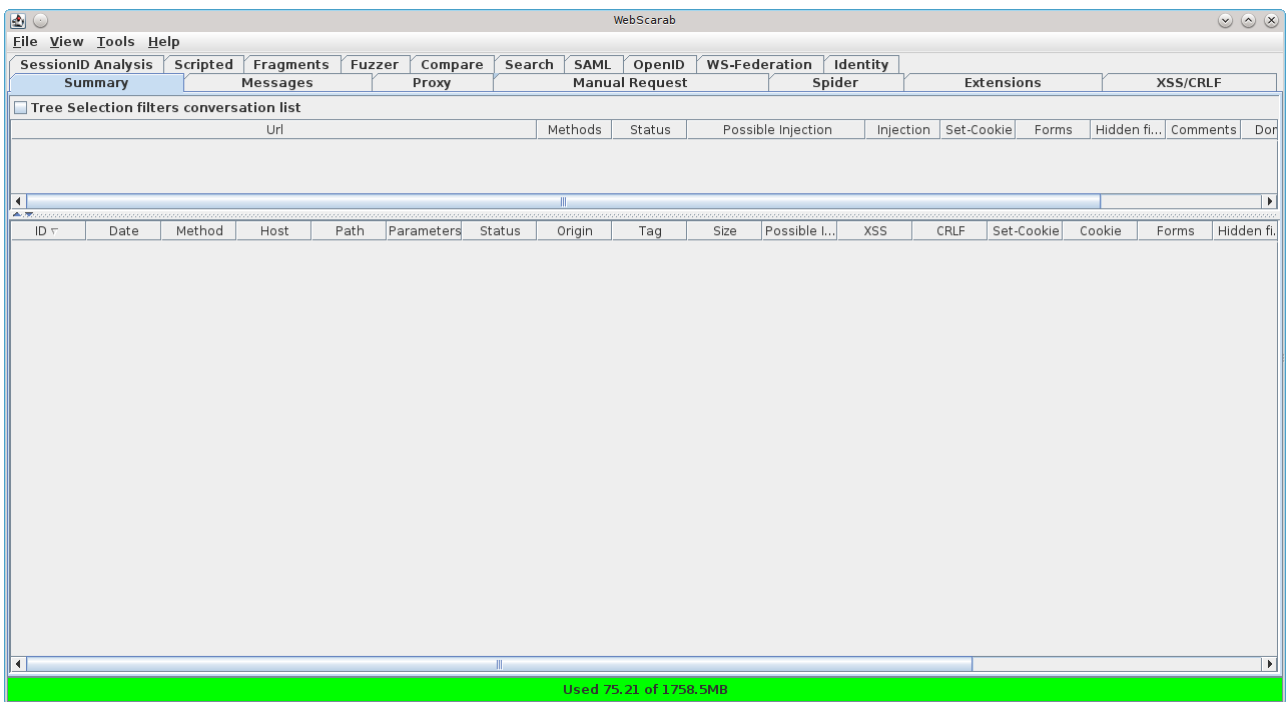 WebScarab
File View Tools Help
SessionID Analysis Scripted Fragments Fuzzer Compare Search SAML OpenID WS-Federation Identity
Summary Messages Proxy Manual Request Spider Extensions XSS/CRLF
Tree Selection filters conversation list
Url Methods Status Possible Injection Injection Set-Cookie Forms Hidden fi... Comments Dor
ID Date Method Host Path Parameters Status Origin Tag Size Possible I... XSS CRLF Set-Cookie Cookie Forms Hidden fi.
Used 75.21 of 1758.5MB